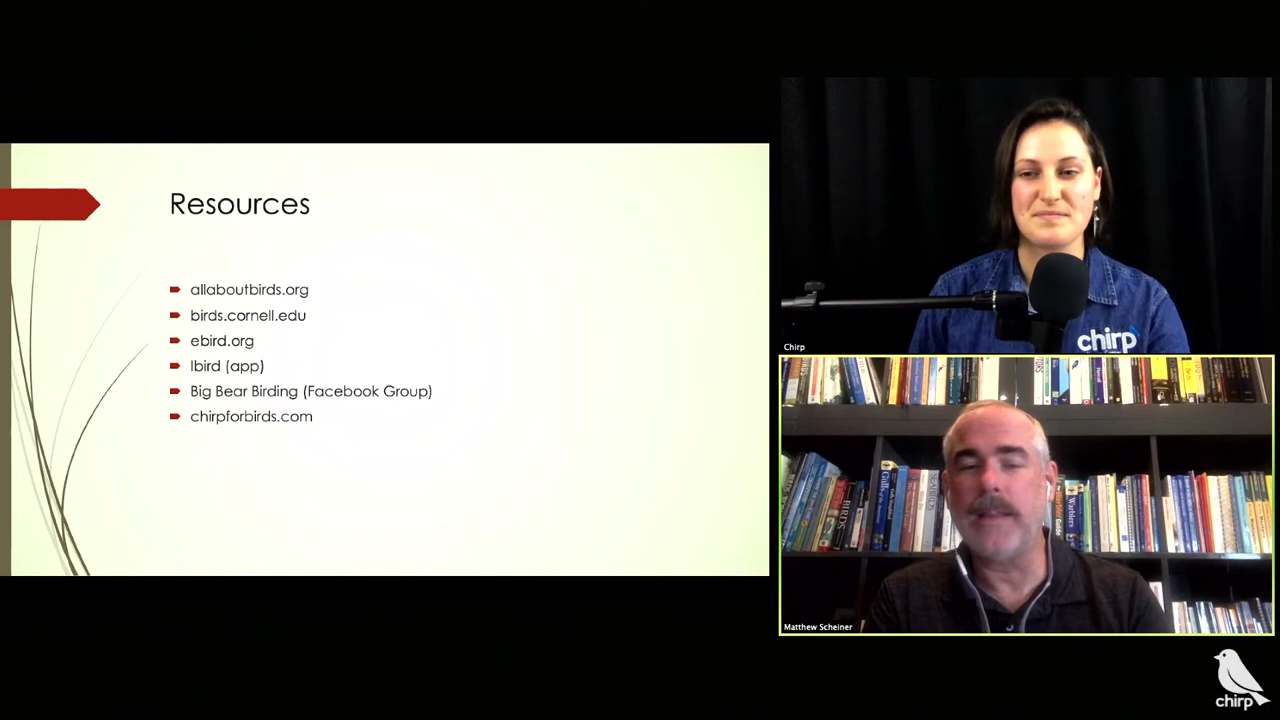 Resources
allaboutbirds.org
birds.cornell.edu
ebird.org
Ibird (app)
Big Bear Birding (Facebook Group)
chirpforbirds.com
chirp
Chirp
BIRDS
Warblers
Matthew Scheiner
chirp